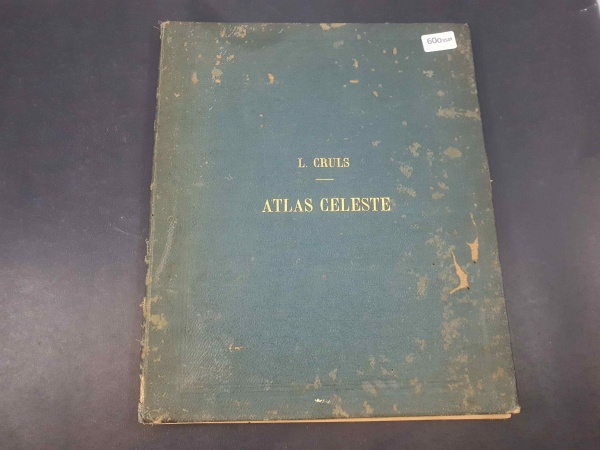 L. CRULS
ATLAS CELESTE